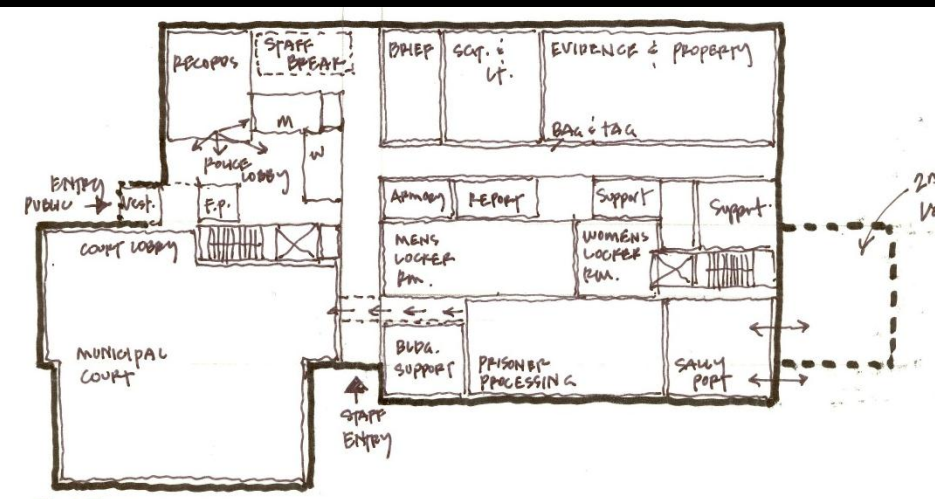 RECORDS
STAFF
BREAK
BRIEF
SGT. &
LT.
EVIDENCE & PROPERTY
BAG & TAG
M
W
POLICE
LOBBY
ENTRY
PUBLIC
Vest.
F.P.
ARMORY
REPORT
Support
Support.
COURT LOBBY
MENS
LOCKER
RM.
WOMENS
LOCKER
RM.
MUNICIPAL
COURT
BLDG.
SUPPORT
PRISONER
PROCESSING
SALLY
PORT
STAFF
ENTRY